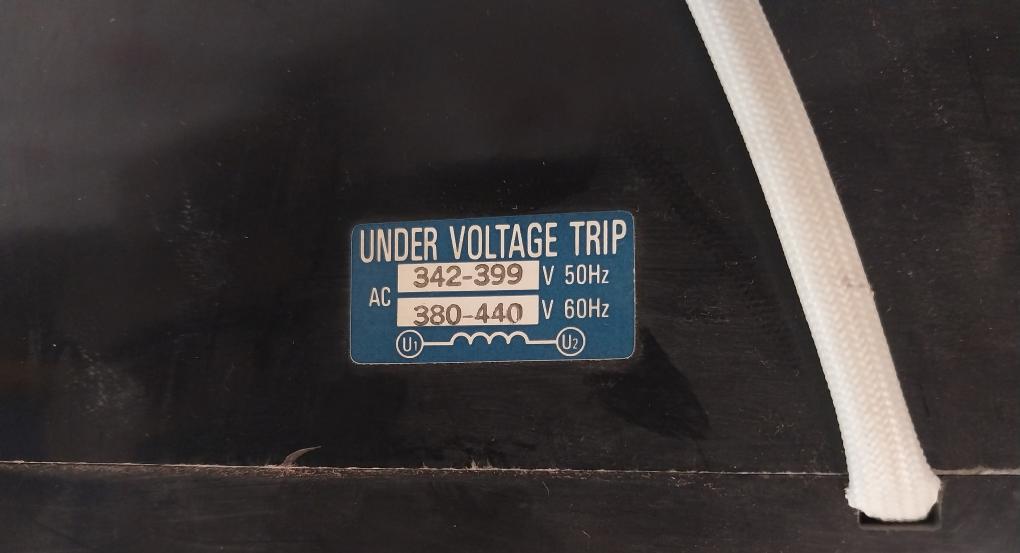 UNDER VOLTAGE TRIP
342-399 V 50Hz
AC
380-440 V 60Hz
U1 U2